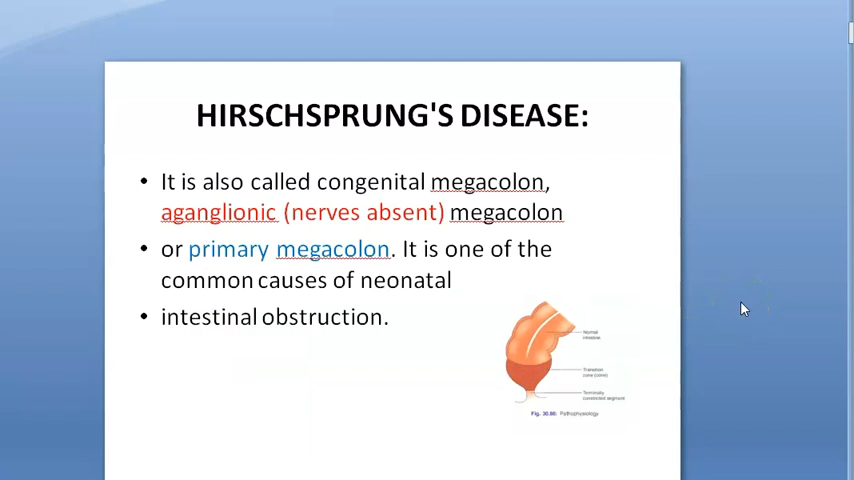 HIRSCHSPRUNG'S DISEASE:
• It is also called congenital megacolon,
aganglionic (nerves absent) megacolon
• or primary megacolon. It is one of the
common causes of neonatal
• intestinal obstruction.
Normal
intestine
Transition
zone (cone)
Terminally
constricted segment
Fig. 30.60: Pathophysiology